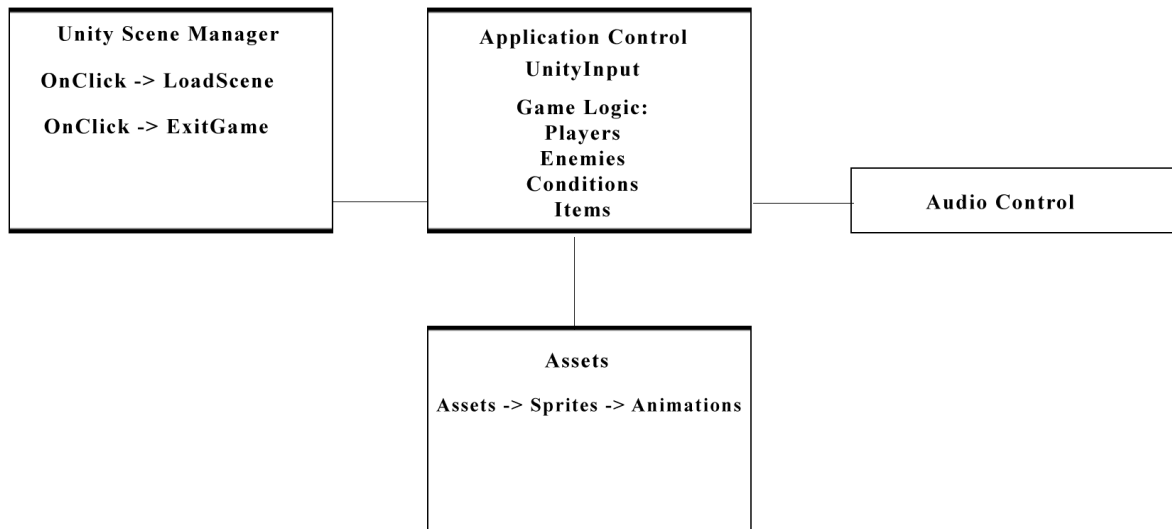 Unity Scene Manager
OnClick -> LoadScene
OnClick -> ExitGame
Application Control
UnityInput
Game Logic:
Players
Enemies
Conditions
Items
Audio Control
Assets
Assets -> Sprites -> Animations